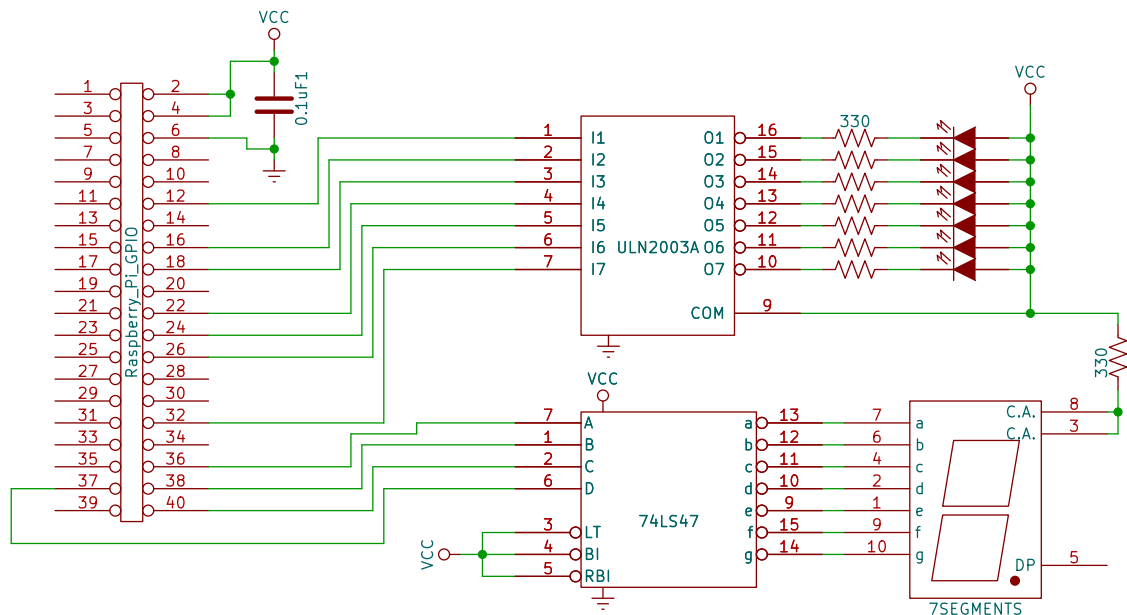 VCC
0.1uF1
1 2
3 4
5 6
7 8
9 10
11 12
13 14
15 16
17 18
19 20
21 22
23 24
25 26
27 28
29 30
31 32
33 34
35 36
37 38
39 40
Raspberry_Pi_GPIO
VCC
330
1 I1 O1 16
2 I2 O2 15
3 I3 O3 14
4 I4 O4 13
5 I5 O5 12
6 I6 ULN2003A O6 11
7 I7 O7 10
COM 9
330
VCC
7 A a 13
1 B b 12
2 C c 11
6 D d 10
e 9
3 LT f 15
4 BI g 14
5 RBI
74LS47
VCC
C.A. 8
C.A. 3
7 a
6 b
4 c
2 d
1 e
9 f
10 g
DP 5
7SEGMENTS